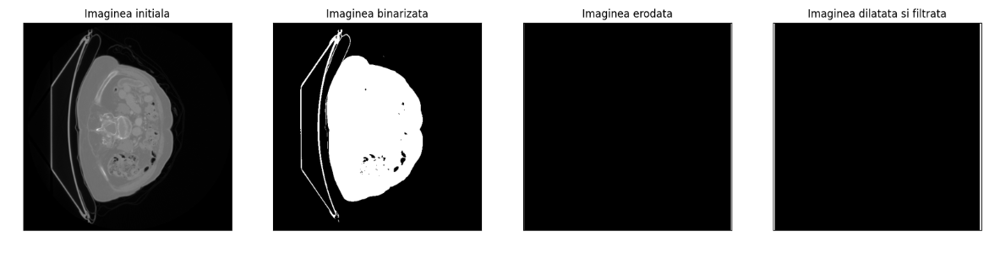 Imaginea initiala
Imaginea binarizata
Imaginea erodata
Imaginea dilatata si filtrata